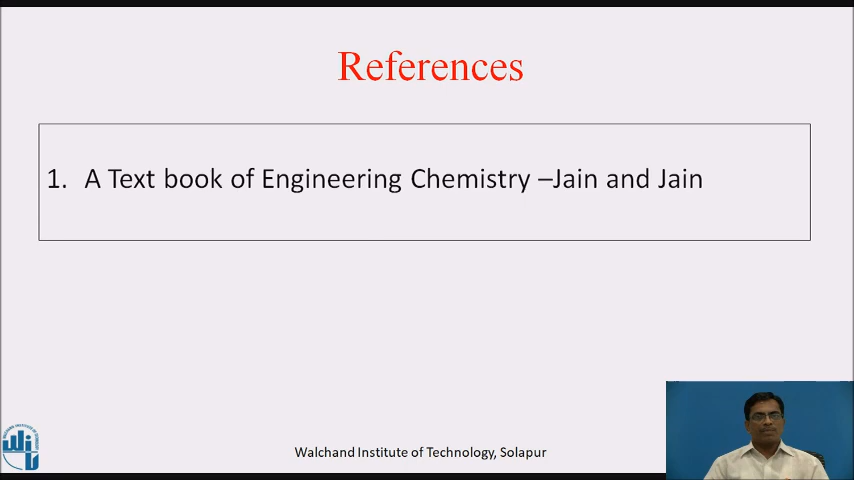 References
1. A Text book of Engineering Chemistry –Jain and Jain
Walchand Institute of Technology, Solapur